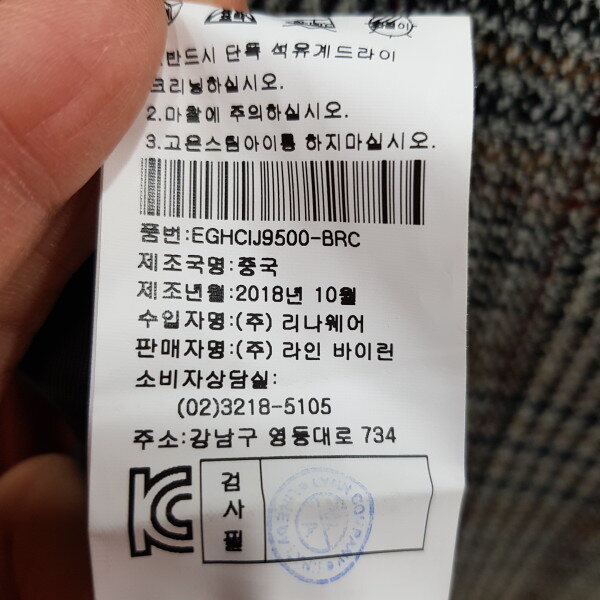 1.반드시 단독 석유계드라이
크리닝하십시오.
2.마찰에 주의하십시오.
3.고온스팀아이롱 하지마십시오.
품번:EGHCIJ9500-BRC
제조국명:중국
제조년월:2018년 10월
수입자명:(주) 리나웨어
판매자명:(주) 라인 바이린
소비자상담실:
(02)3218-5105
주소:강남구 영동대로 734
KC
검사필